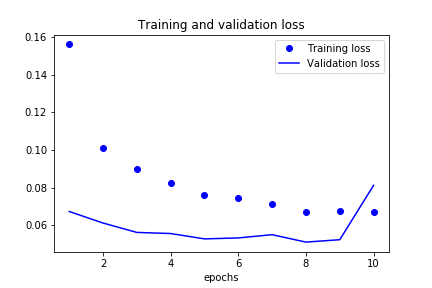 Training and validation loss
0.16
0.14
0.12
0.10
0.08
0.06
Training loss
Validation loss
2 4 6 8 10
epochs